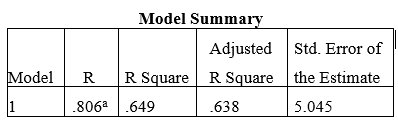 Model Summary
Adjusted Std. Error of
Model R R Square R Square the Estimate
1 .806ª .649 .638 5.045